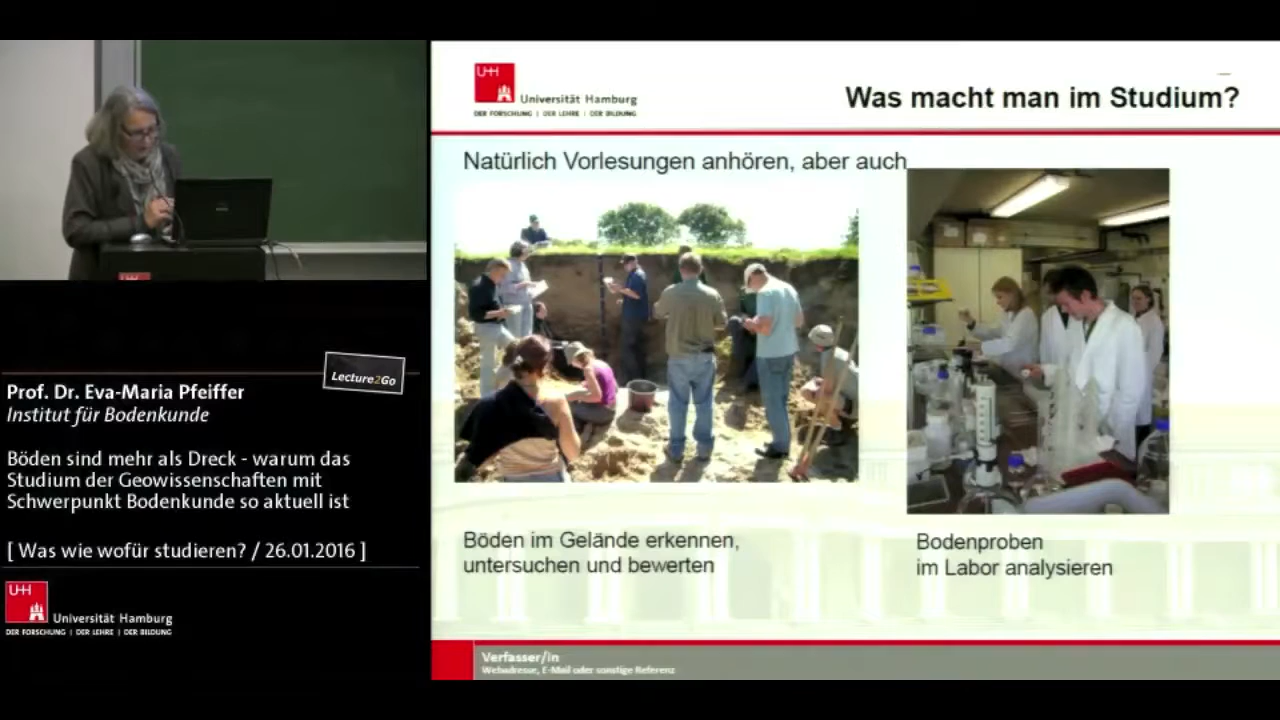 Lecture2Go
Prof. Dr. Eva-Maria Pfeiffer
Institut für Bodenkunde
Böden sind mehr als Dreck - warum das
Studium der Geowissenschaften mit
Schwerpunkt Bodenkunde so aktuell ist
[ Was wie wofür studieren? / 26.01.2016 ]
UHH
Universität Hamburg
DER FORSCHUNG | DER LEHRE | DER BILDUNG
UHH
Universität Hamburg
DER FORSCHUNG | DER LEHRE | DER BILDUNG
Was macht man im Studium?
Natürlich Vorlesungen anhören, aber auch
Böden im Gelände erkennen,
untersuchen und bewerten
Bodenproben
im Labor analysieren
Verfasser/in
Webadresse, E-Mail oder sonstige Referenz